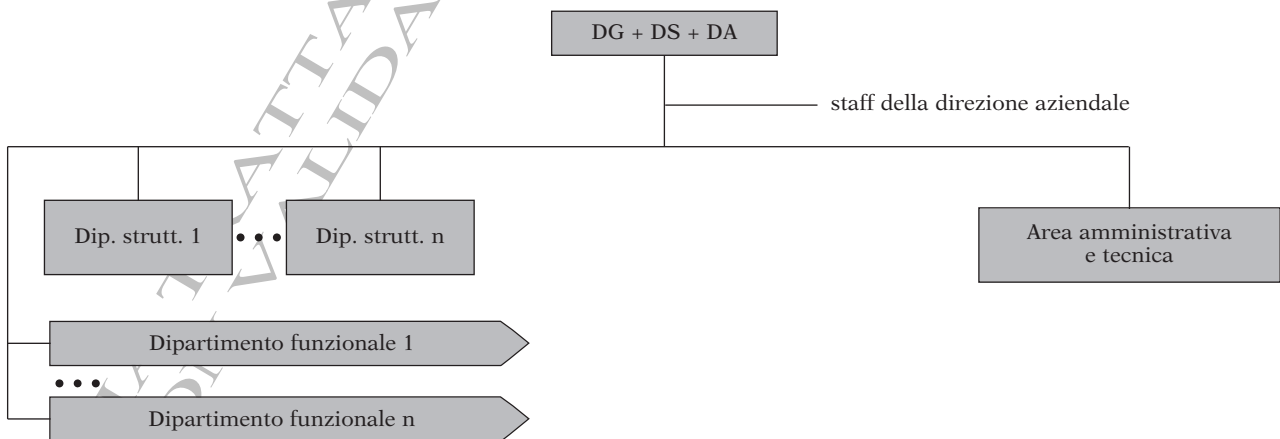 DG + DS + DA
staff della direzione aziendale
Dip. strutt. 1
Dip. strutt. n
Area amministrativa
e tecnica
Dipartimento funzionale 1
Dipartimento funzionale n